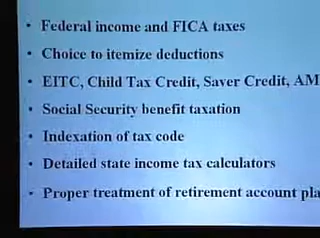 • Federal income and FICA taxes
• Choice to itemize deductions
• EITC, Child Tax Credit, Saver Credit, AM
• Social Security benefit taxation
• Indexation of tax code
• Detailed state income tax calculators
• Proper treatment of retirement account pla